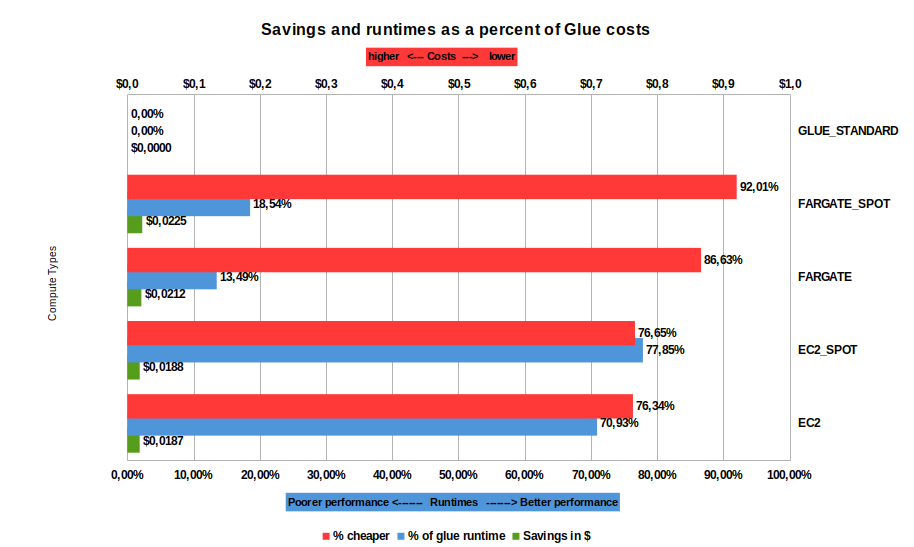 Savings and runtimes as a percent of Glue costs
higher <--- Costs ---> lower
$0,0 $0,1 $0,2 $0,3 $0,4 $0,5 $0,6 $0,7 $0,8 $0,9 $1,0
0,00%
0,00%
$0,0000
GLUE_STANDARD
92,01%
18,54%
$0,0225
FARGATE_SPOT
86,63%
13,49%
$0,0212
FARGATE
Compute Types
76,65%
77,85%
$0,0188
EC2_SPOT
76,34%
70,93%
$0,0187
EC2
0,00% 10,00% 20,00% 30,00% 40,00% 50,00% 60,00% 70,00% 80,00% 90,00% 100,00%
Poorer performance <------- Runtimes -------> Better performance
% cheaper % of glue runtime Savings in $